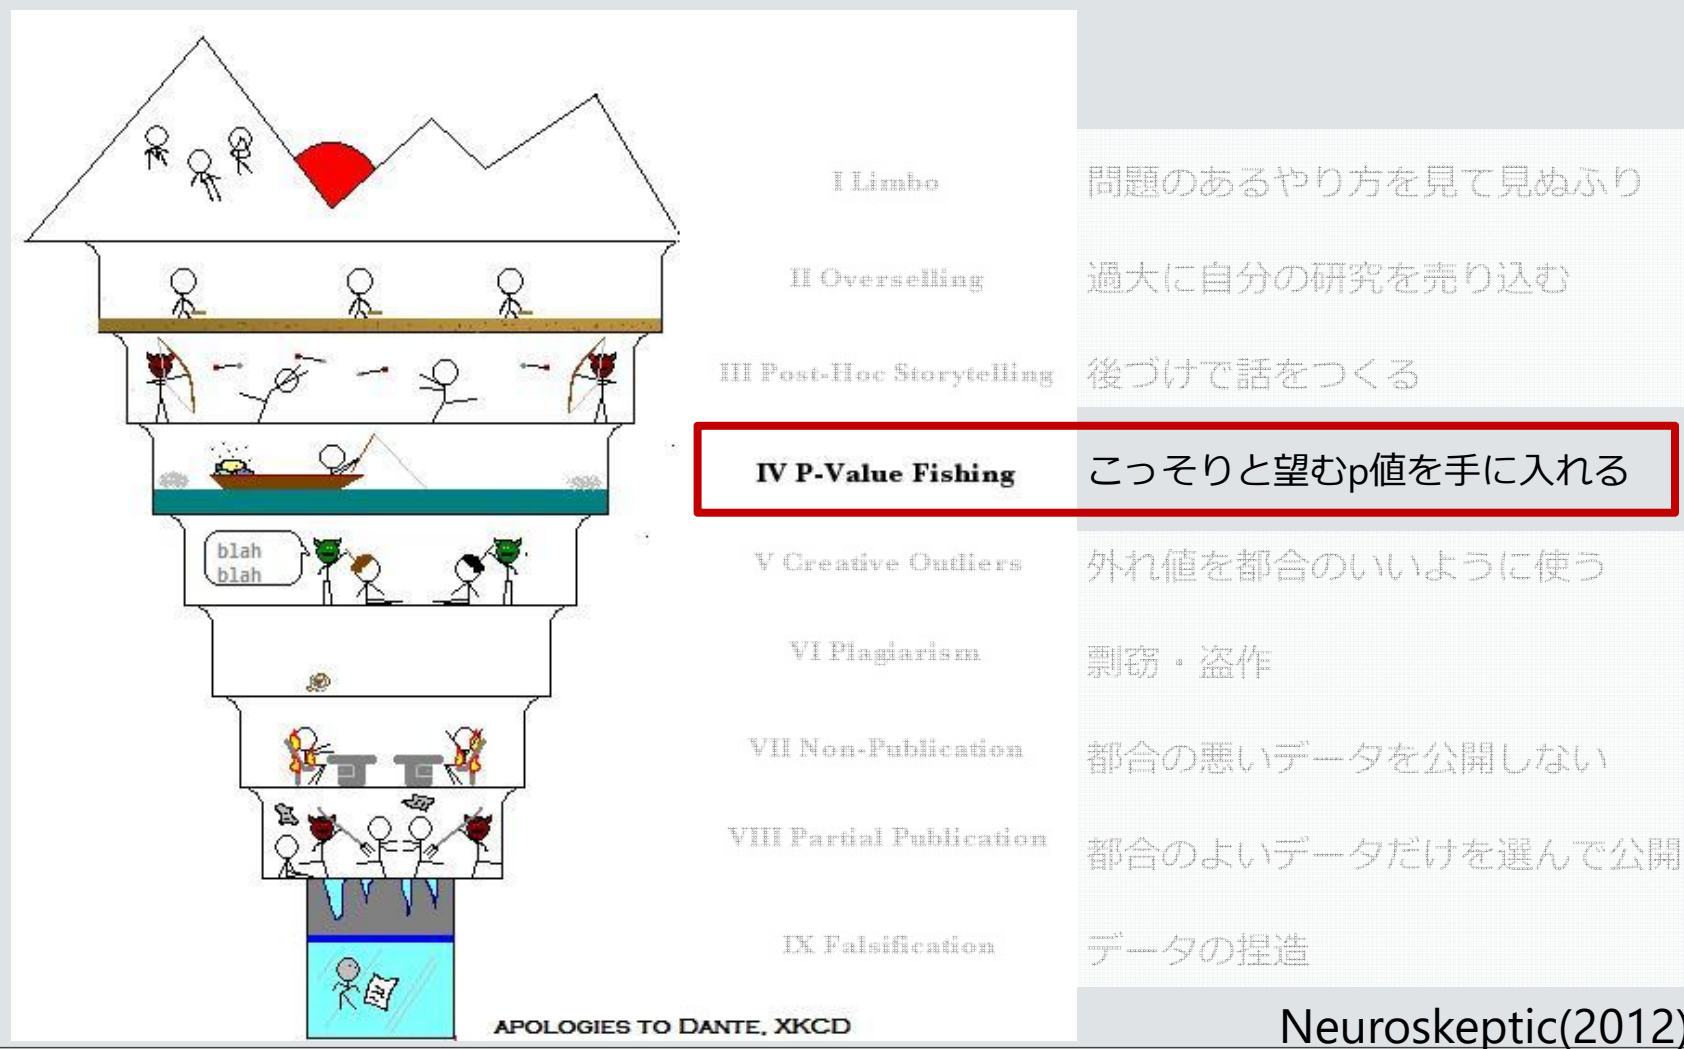 I Limbo 問題のあるやり方を見て見ぬふり
II Overselling 過大に自分の研究を売り込む
III Post-Hoc Storytelling 後づけで話をつくる
IV P-Value Fishing こっそりと望むp値を手に入れる
blah
blah
V Creative Outliers 外れ値を都合のいいように使う
VI Plagiarism 剽窃・盗作
VII Non-Publication 都合の悪いデータを公開しない
VIII Partial Publication 都合のよいデータだけを選んで公開
IX Falsification データの捏造
APOLOGIES TO DANTE, XKCD
Neuroskeptic(2012)